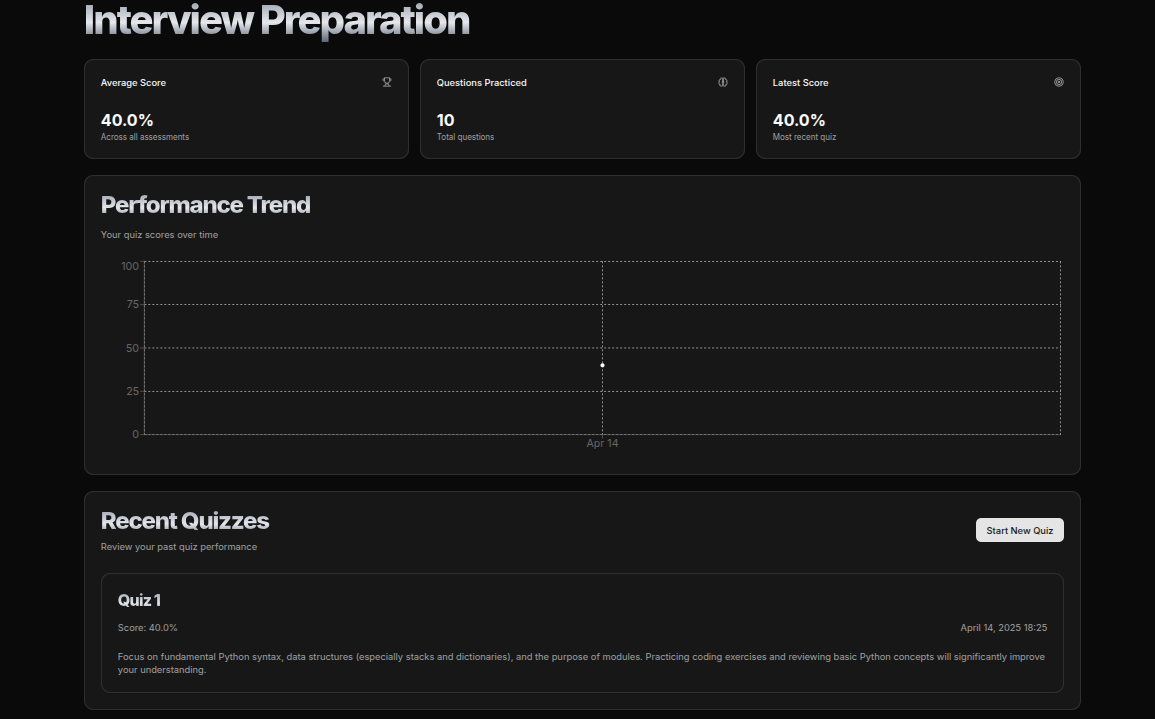 Interview Preparation
Average Score
40.0%
Across all assessments
Questions Practiced
10
Total questions
Latest Score
40.0%
Most recent quiz
Performance Trend
Your quiz scores over time
100
75
50
25
0
Apr 14
Recent Quizzes
Review your past quiz performance
Start New Quiz
Quiz 1
Score: 40.0%
April 14, 2025 18:25
Focus on fundamental Python syntax, data structures (especially stacks and dictionaries), and the purpose of modules. Practicing coding exercises and reviewing basic Python concepts will significantly improve
your understanding.